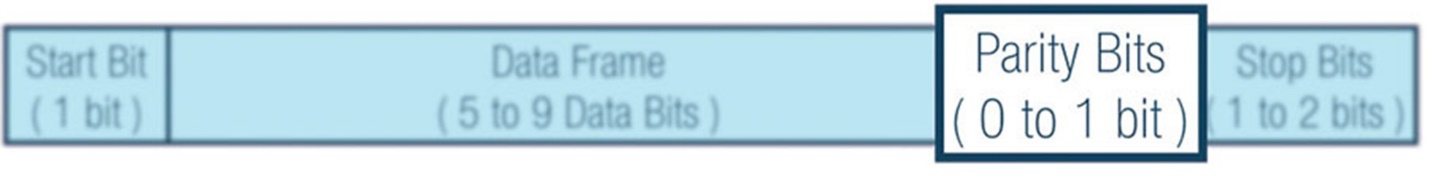 Start Bit
( 1 bit )
Data Frame
( 5 to 9 Data Bits )
Parity Bits
( 0 to 1 bit )
Stop Bits
( 1 to 2 bits )